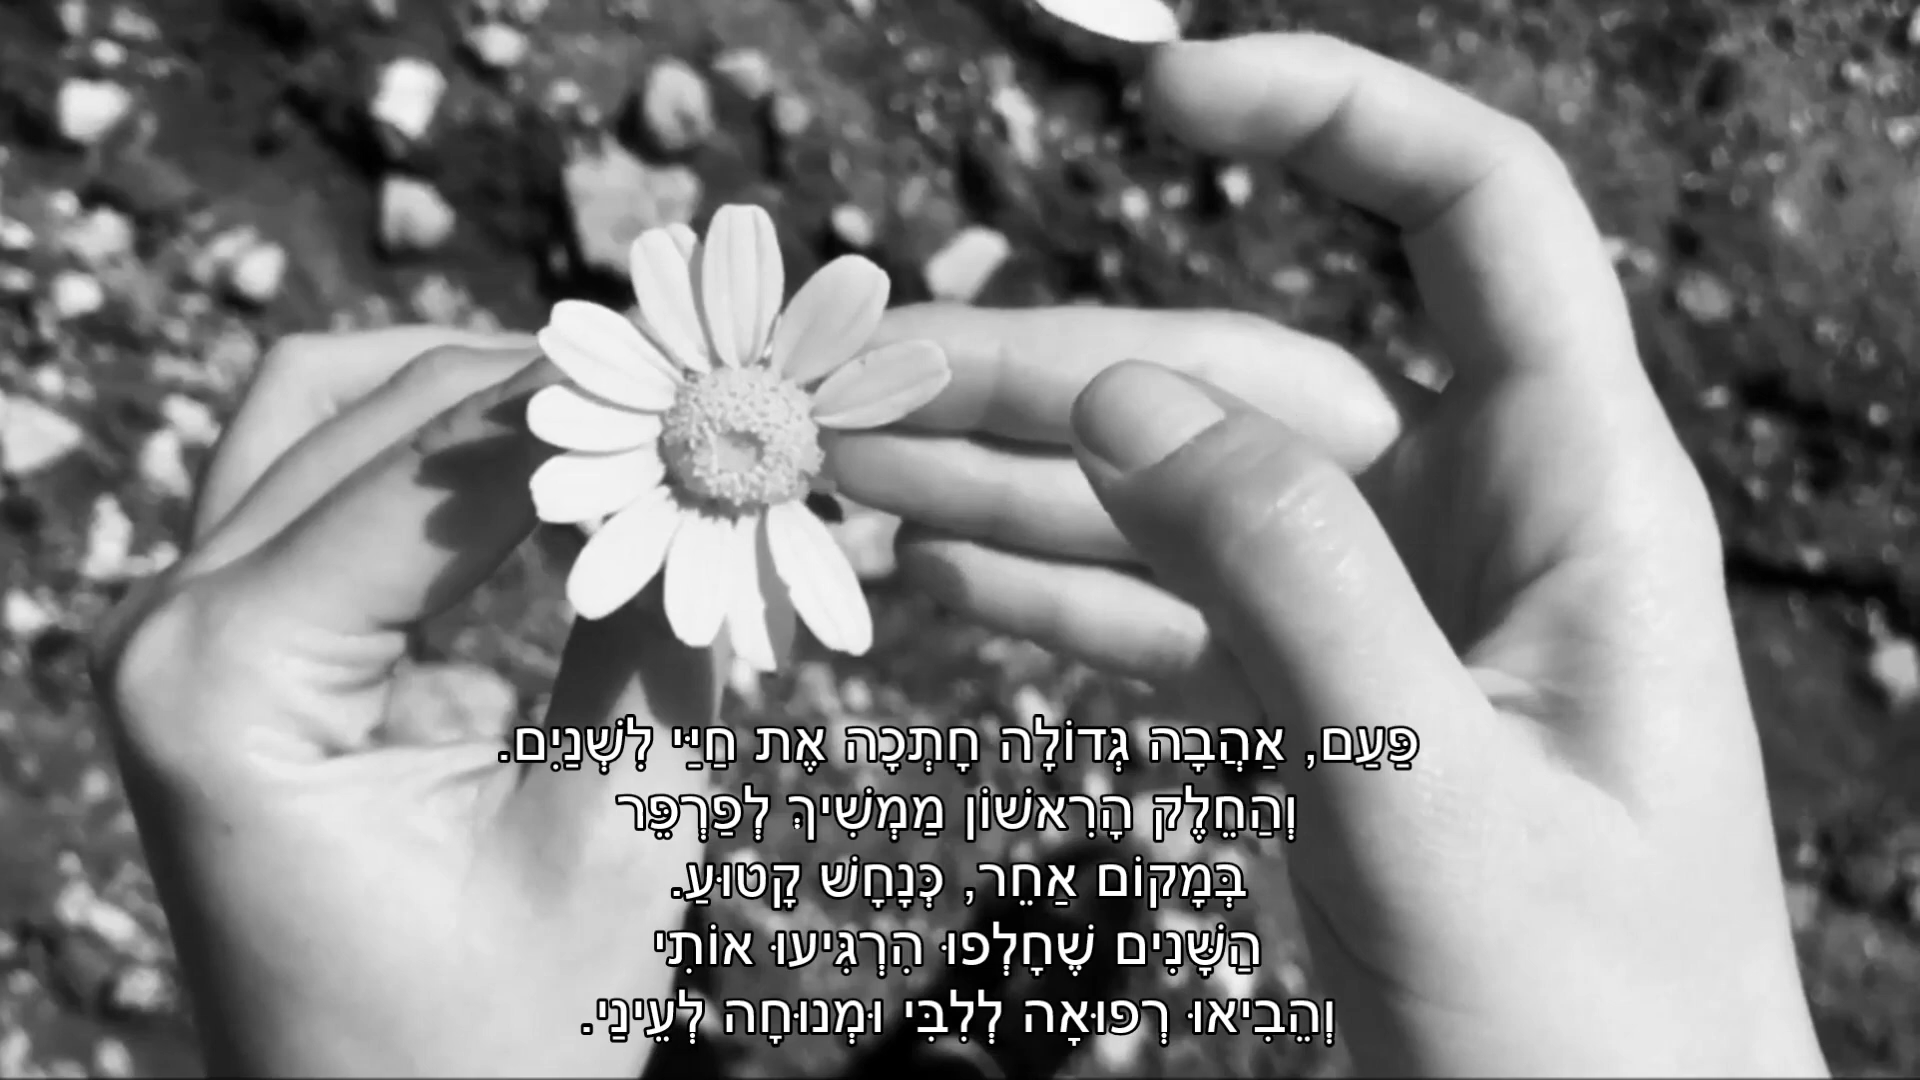 פַּעַם, אַהֲבָה גְּדוֹלָה חָתְכָה אֶת חַיַּי לִשְׁנַיִם.
וְהַחֵלֶק הָרִאשׁוֹן מַמְשִׁיךְ לְפַרְפֵּר
בְּמָקוֹם אַחֵר, כְּנָחָשׁ קָטוּעַ.
הַשָּׁנִים שֶׁחָלְפוּ הִרְגִּיעוּ אוֹתִי
וְהֵבִיאוּ רְפוּאָה לְלִבִּי וּמְנוּחָה לְעֵינַי.